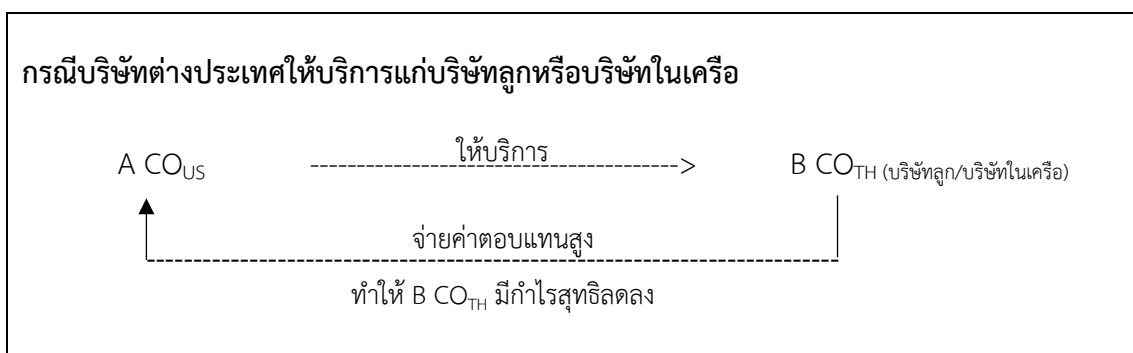 กรณีบริษัทต่างประเทศให้บริการแก่บริษัทลูกหรือบริษัทในเครือ
ให้บริการ
A CO US B CO TH (บริษัทลูก/บริษัทในเครือ)
จ่ายค่าตอบแทนสูง
ทำให้ B CO TH มีกำไรสุทธิลดลง